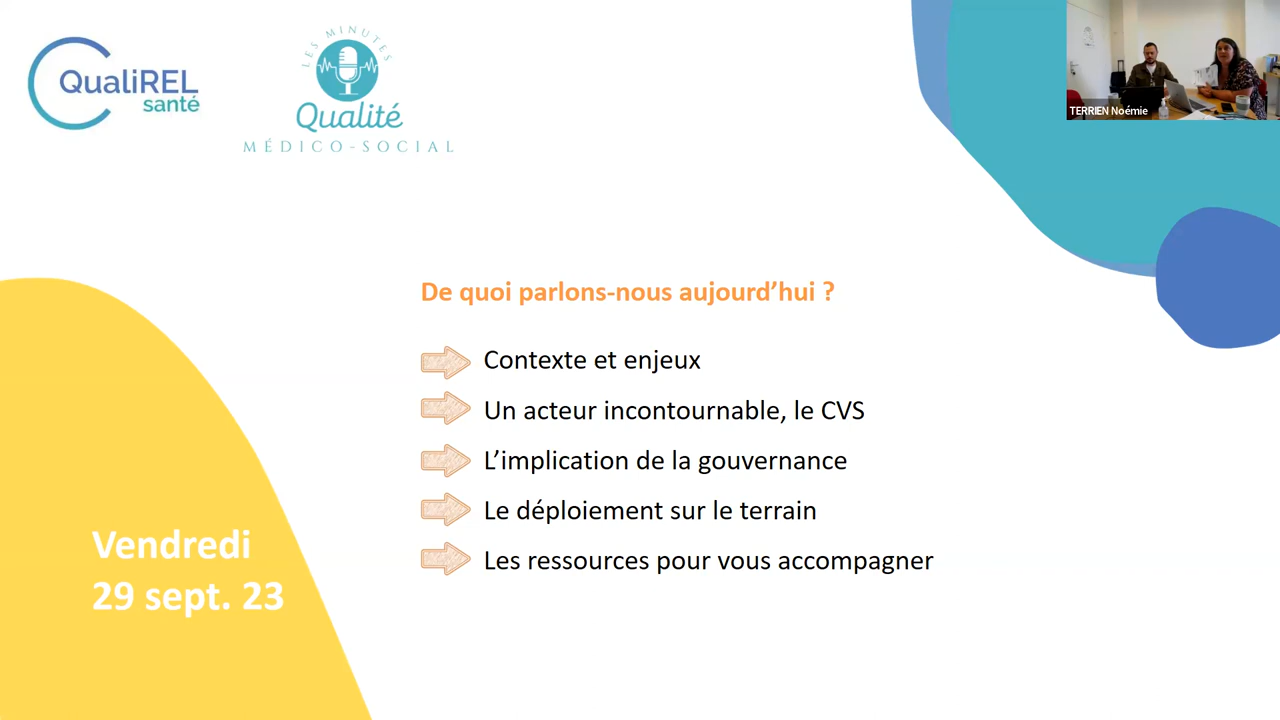 QualiREL
santé
LES MINUTES
Qualité
MÉDICO-SOCIAL
TERRIEN Noémie
De quoi parlons-nous aujourd’hui ?
Contexte et enjeux
Un acteur incontournable, le CVS
L’implication de la gouvernance
Le déploiement sur le terrain
Les ressources pour vous accompagner
Vendredi
29 sept. 23